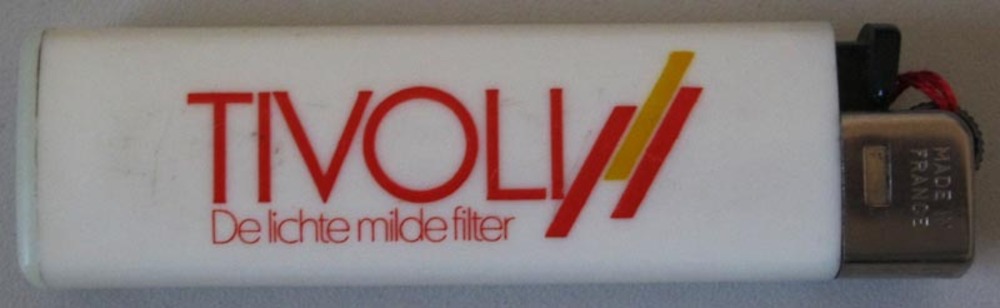 TIVOLI
De lichte milde filter
MADE IN
FRANCE